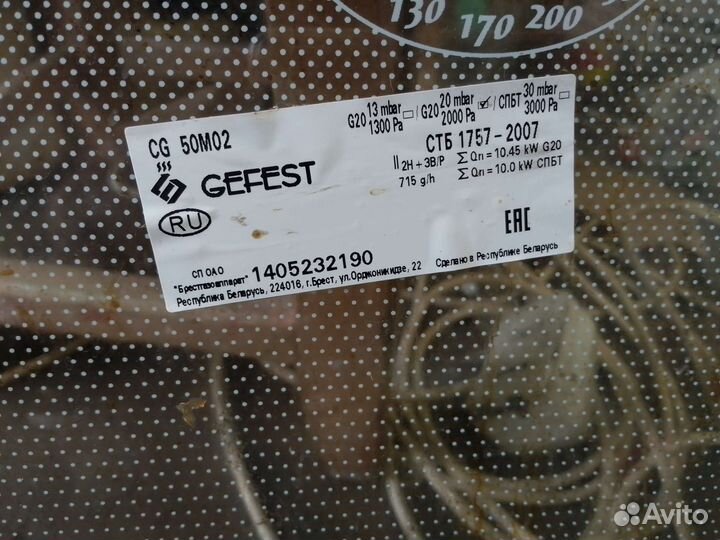 130 170 200
CG 50M02
G20 13 mbar 1300 Pa / G20 20 mbar 2000 Pa / СПБТ 30 mbar 3000 Pa
СТБ 1757-2007
II 2H + 3B/P
∑ Qn = 10.45 kW G20
715 g/h
∑ Qn = 10.0 kW СПБТ
GEFEST
RU
EAC
СП ОАО
"Брестгазоаппарат" 1405232190
Сделано в Республике Беларусь
Республика Беларусь, 224016, г.Брест, ул.Орджоникидзе, 22
Avito